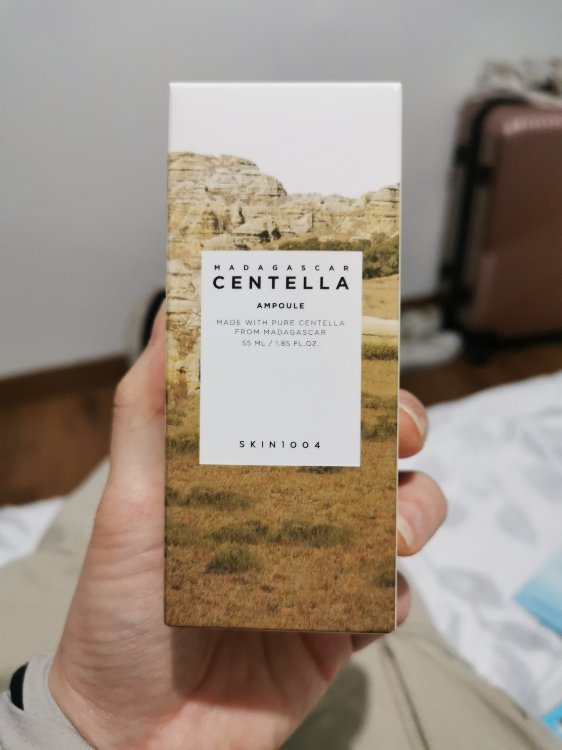 MADAGASCAR
CENTELLA
AMPOULE
MADE WITH PURE CENTELLA
FROM MADAGASCAR
55 ML / 1.85 FL.OZ
SKIN1004